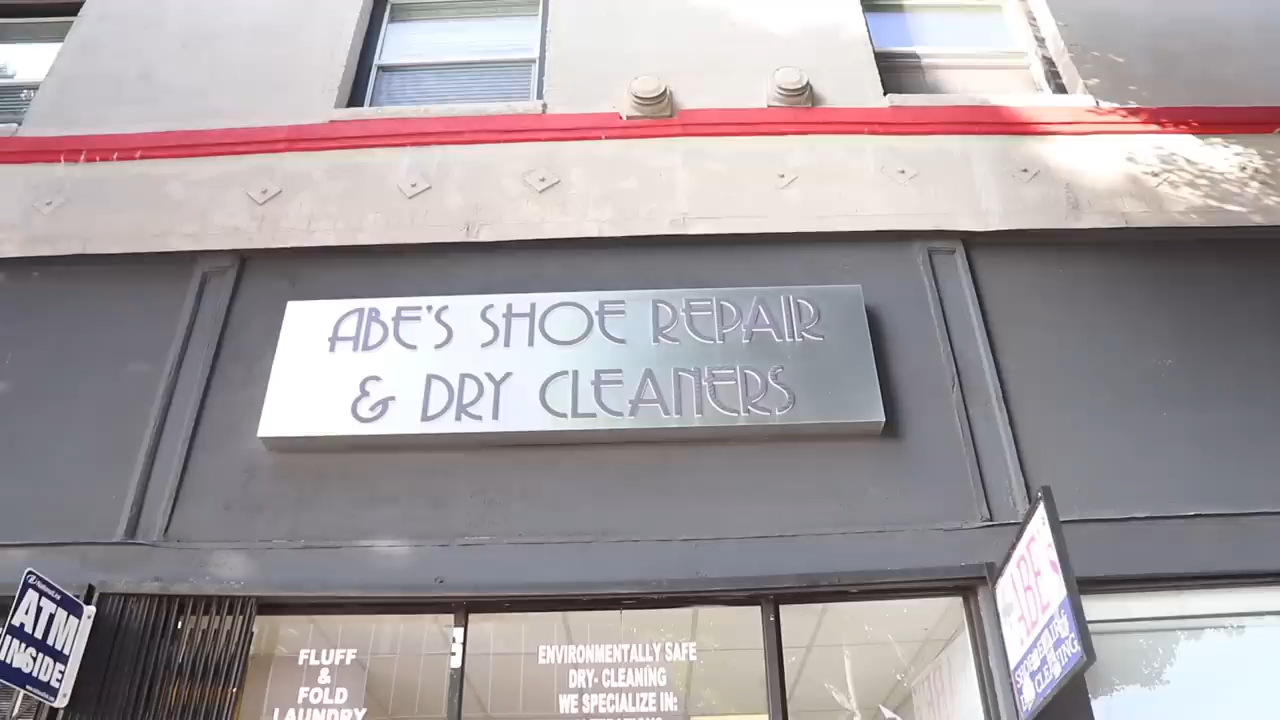 ABE'S SHOE REPAIR
& DRY CLEANERS
ATM
INSIDE
FLUFF
&
FOLD
LAUNDRY
ENVIRONMENTALLY SAFE
DRY-CLEANING
WE SPECIALIZE IN:
ABE'S
SHOE REPAIR &
CLEANING